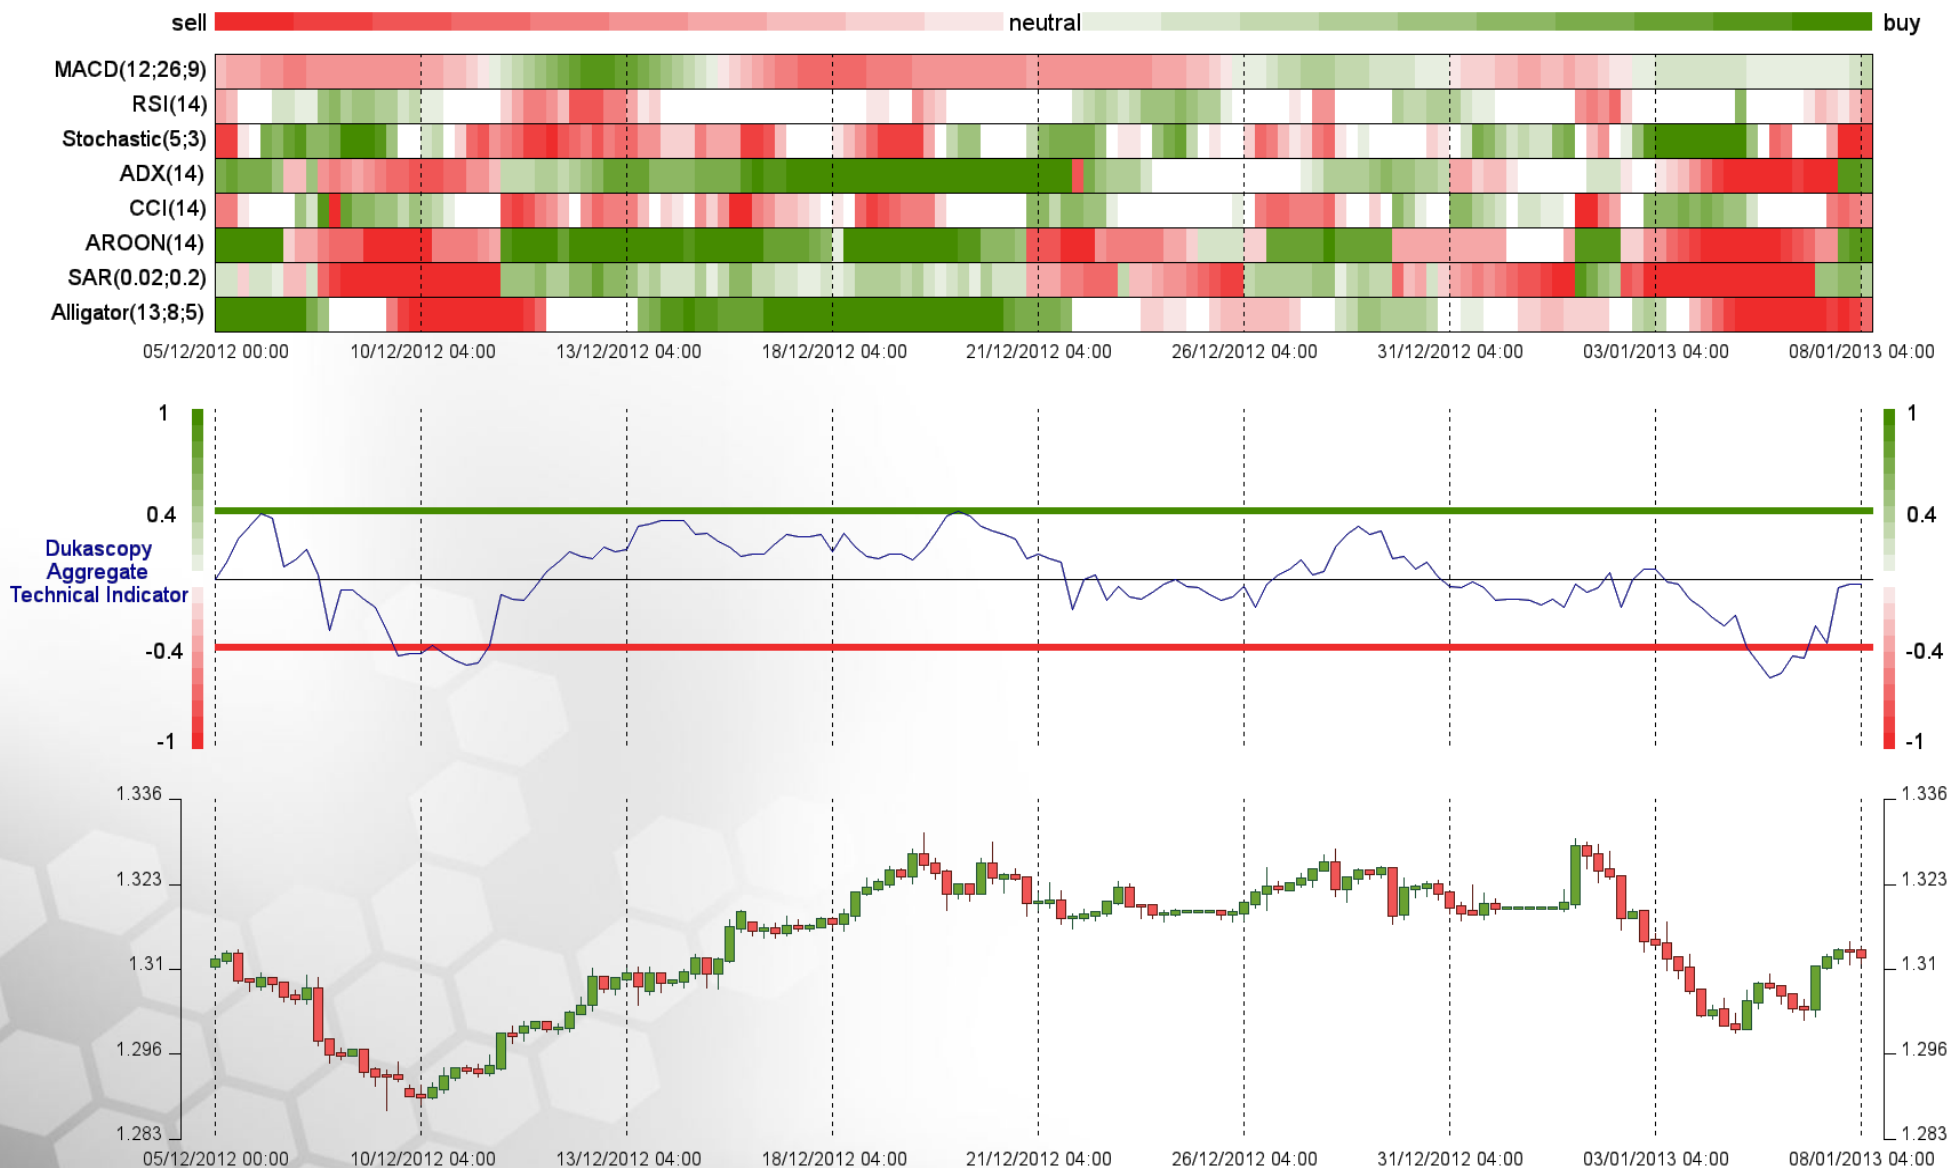 sell neutral buy
MACD(12;26;9)
RSI(14)
Stochastic(5;3)
ADX(14)
CCI(14)
AROON(14)
SAR(0.02;0.2)
Alligator(13;8;5)
05/12/2012 00:00 10/12/2012 04:00 13/12/2012 04:00 18/12/2012 04:00 21/12/2012 04:00 26/12/2012 04:00 31/12/2012 04:00 03/01/2013 04:00 08/01/2013 04:00
1 1
0.4 0.4
Dukascopy
Aggregate
Technical Indicator
-0.4 -0.4
-1 -1
1.336 1.336
1.323 1.323
1.31 1.31
1.296 1.296
1.283 1.283
05/12/2012 00:00 10/12/2012 04:00 13/12/2012 04:00 18/12/2012 04:00 21/12/2012 04:00 26/12/2012 04:00 31/12/2012 04:00 03/01/2013 04:00 08/01/2013 04:00